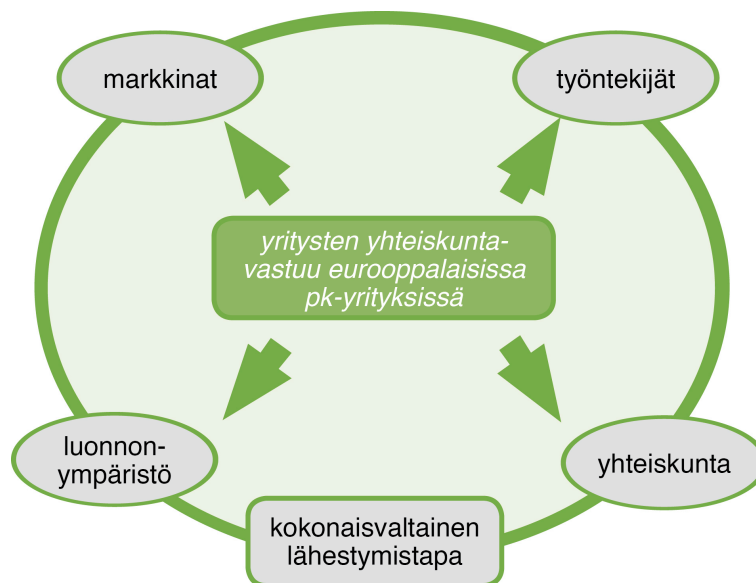 markkinat
työntekijät
yritysten yhteiskunta-
vastuu eurooppalaisissa
pk-yrityksissä
luonnon-
ympäristö
yhteiskunta
kokonaisvaltainen
lähestymistapa